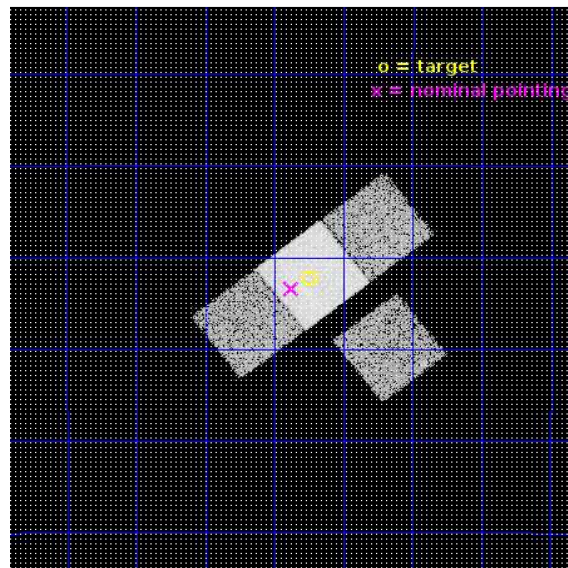 o = target
x = nominal pointing